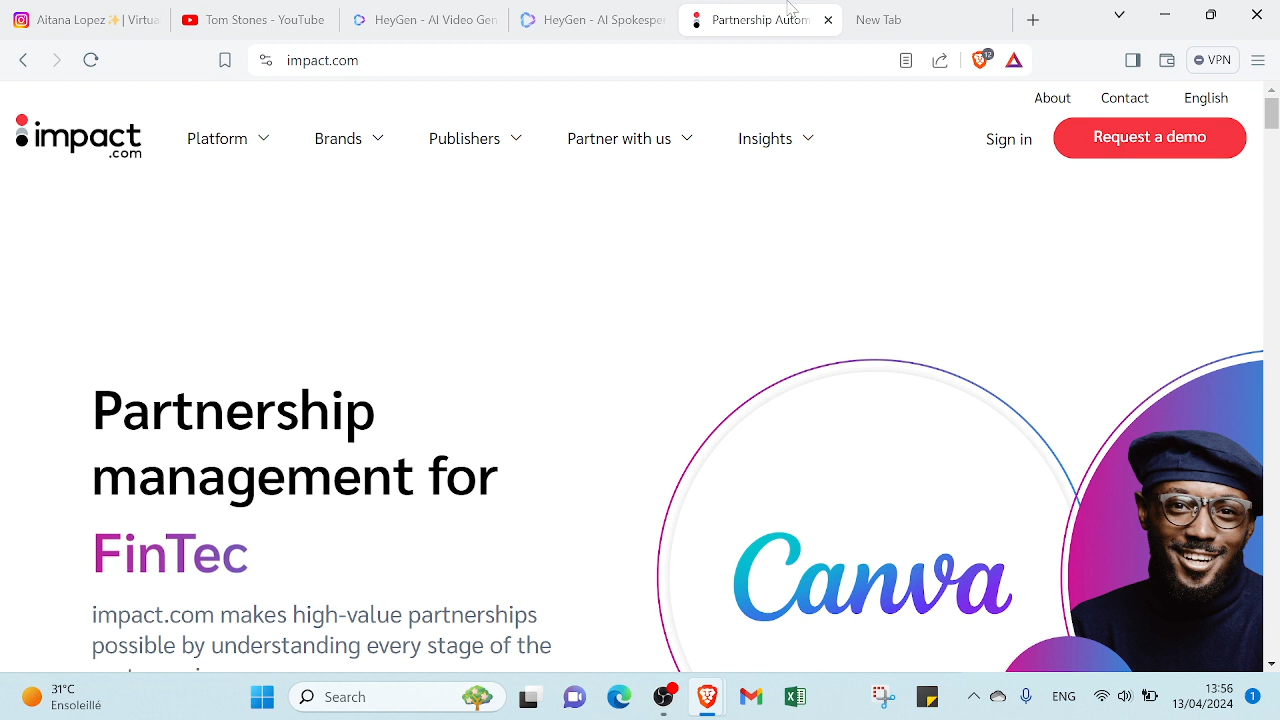 Aitana Lopez✨| Virtua
Tom Stones - YouTube
HeyGen - AI Video Gen
HeyGen - AI Spokesper
Partnership Autom
New Tab
impact.com
12
VPN
About
Contact
English
impact
.com
Platform
Brands
Publishers
Partner with us
Insights
Sign in
Request a demo
Partnership
management for
FinTec
impact.com makes high-value partnerships
possible by understanding every stage of the
Canva
31°C
Ensoleillé
Search
ENG
13:56
13/04/2024
1